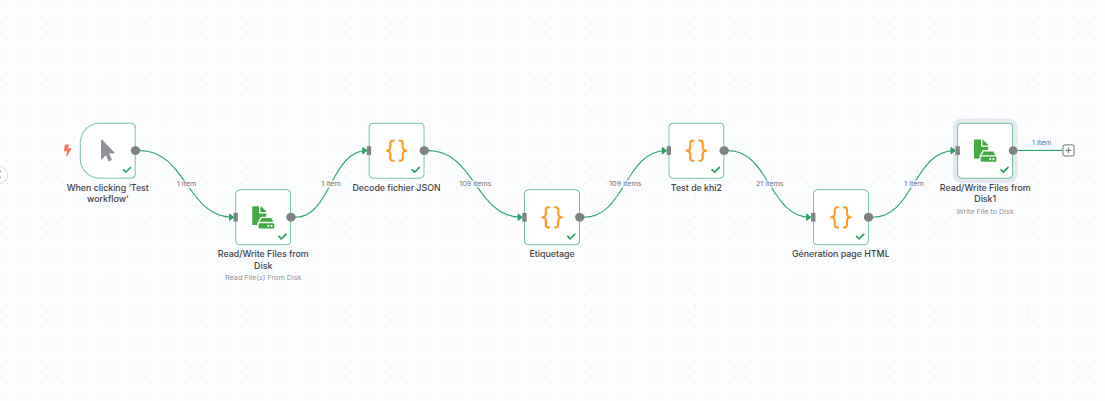 When clicking ‘Test
workflow’
1 item
Read/Write Files from
Disk
Read File(s) From Disk
1 item
Decode fichier JSON
109 items
Etiquetage
109 items
Test de khi2
21 items
Géneration page HTML
1 item
Read/Write Files from
Disk1
Write File to Disk
1 item